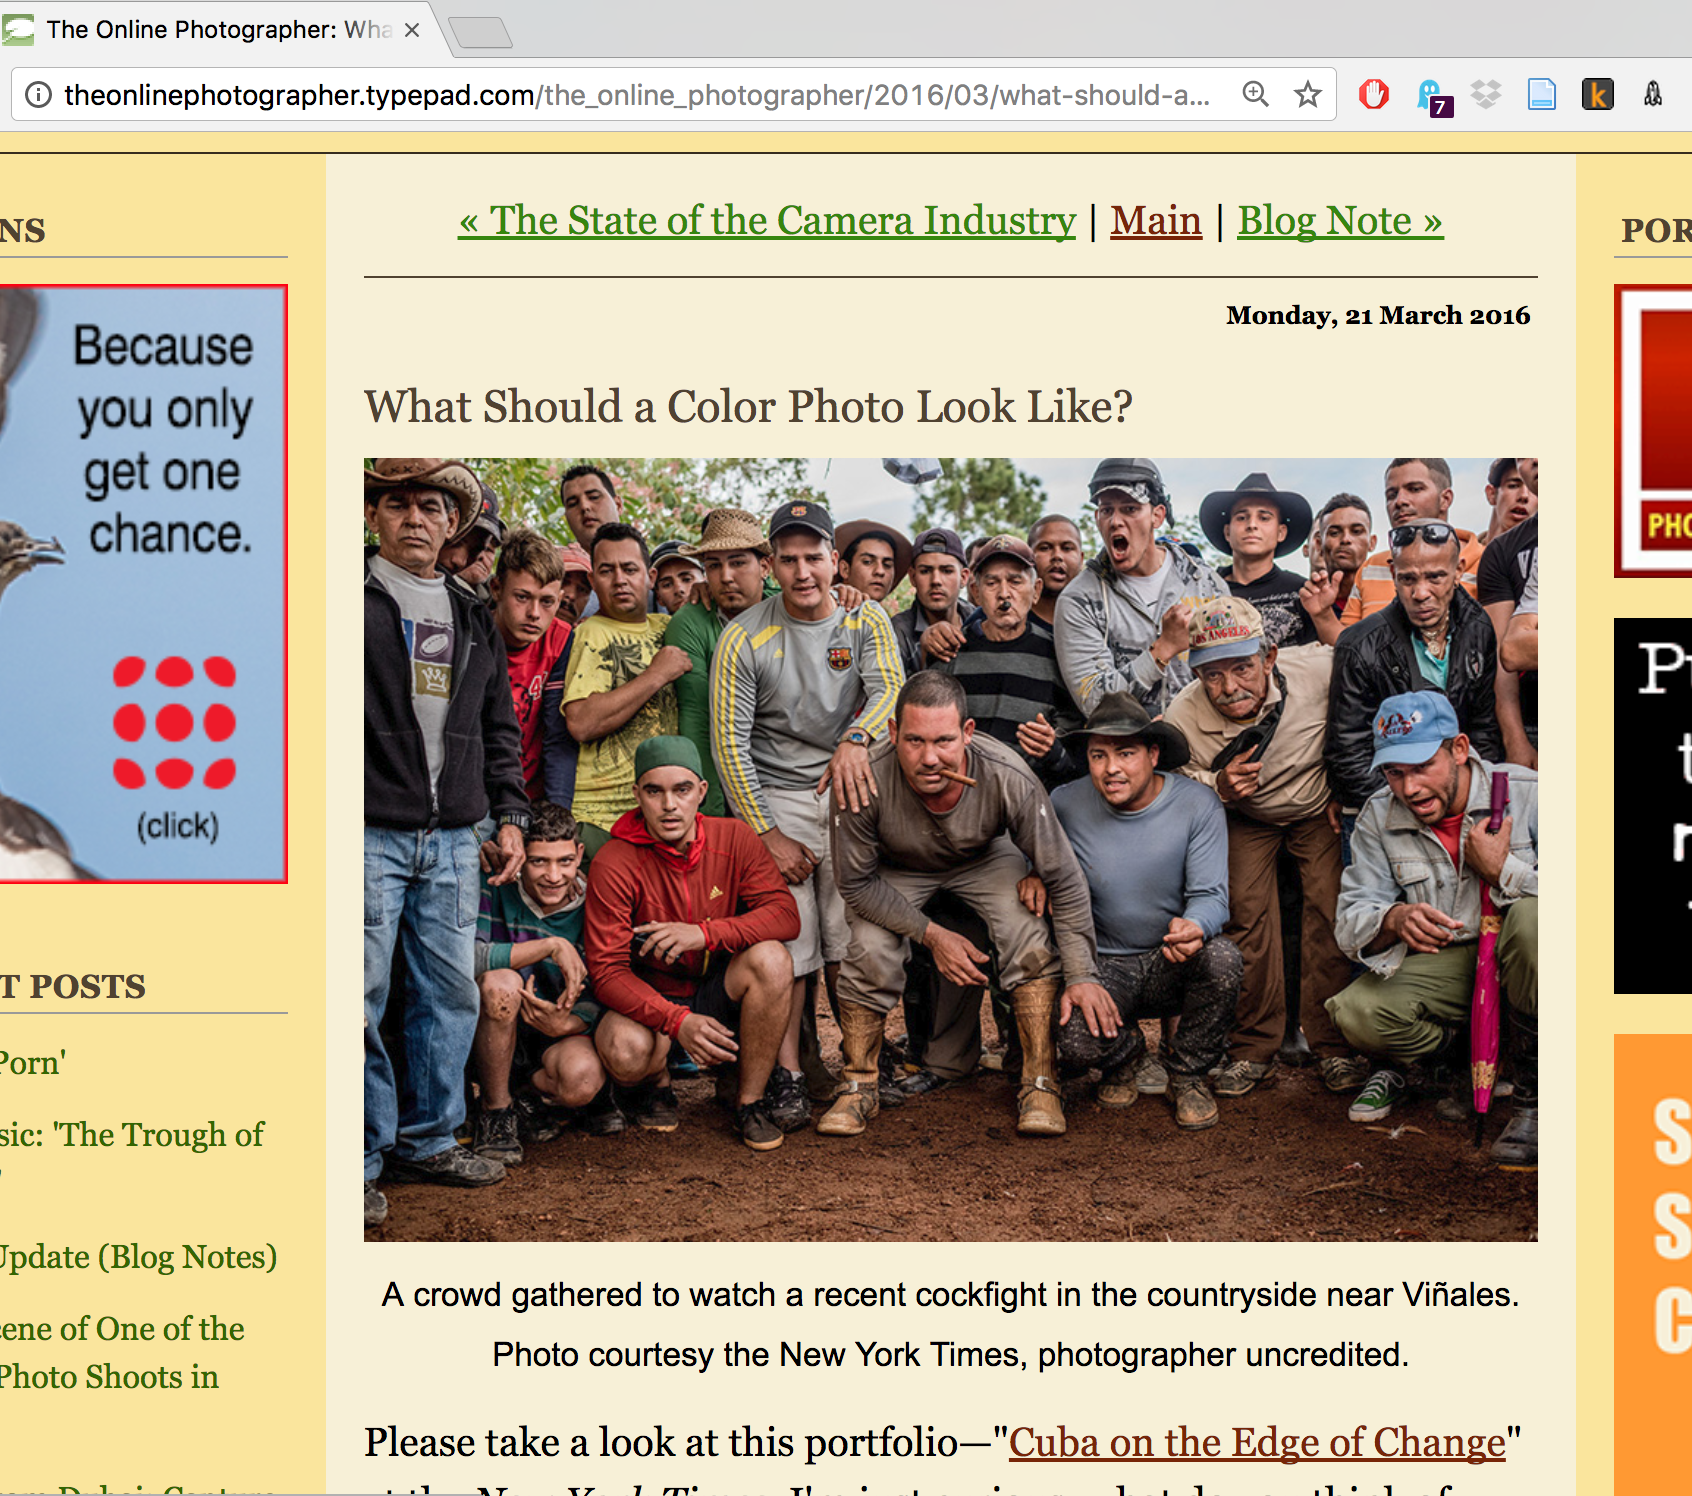 The Online Photographer: Wha
theonlinephotographer.typepad.com/the_online_photographer/2016/03/what-should-a...
7
k
NS
Because
you only
get one
chance.
(click)
T POSTS
Porn'
sic: 'The Trough of
Update (Blog Notes)
cene of One of the
Photo Shoots in
« The State of the Camera Industry | Main | Blog Note »
Monday, 21 March 2016
What Should a Color Photo Look Like?
LOS ANGELES
A crowd gathered to watch a recent cockfight in the countryside near Viñales.
Photo courtesy the New York Times, photographer uncredited.
Please take a look at this portfolio—"Cuba on the Edge of Change"
POR
PHO
Pu
t
S
S
C